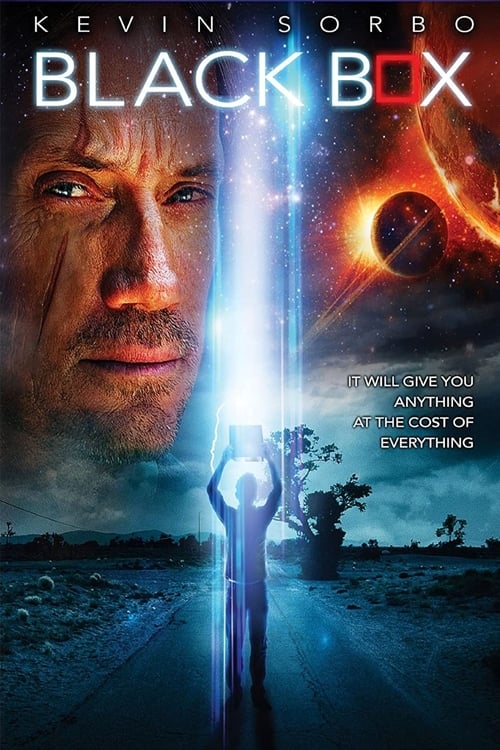 KEVIN SORBO
BLACK BOX
IT WILL GIVE YOU
ANYTHING
AT THE COST OF
EVERYTHING